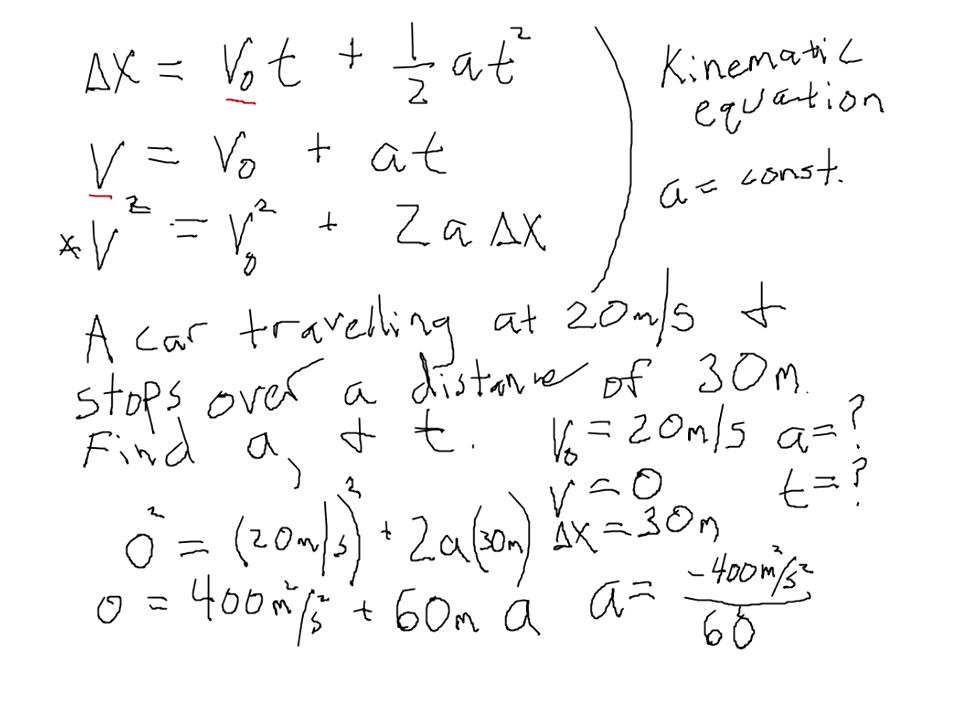 Δx = v₀t + 1/2 at²
v = v₀ + at
*v² = v₀² + 2aΔx
Kinematic
equation
a = const.
A car travelling at 20m/s &
stops over a distance of 30m.
Find a, & t.
v₀ = 20m/s a = ?
v = 0 t = ?
Δx = 30m
0² = (20m/s)² + 2a(30m)
0 = 400m²/s² + 60m a
a = -400m²/s² / 60